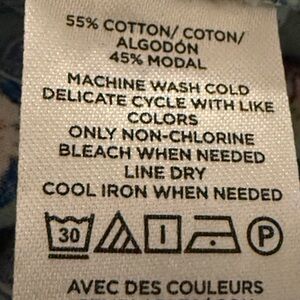 55% COTTON/ COTON/
ALGODÓN
45% MODAL
MACHINE WASH COLD
DELICATE CYCLE WITH LIKE
COLORS
ONLY NON-CHLORINE
BLEACH WHEN NEEDED
LINE DRY
COOL IRON WHEN NEEDED
30 P
AVEC DES COULEURS